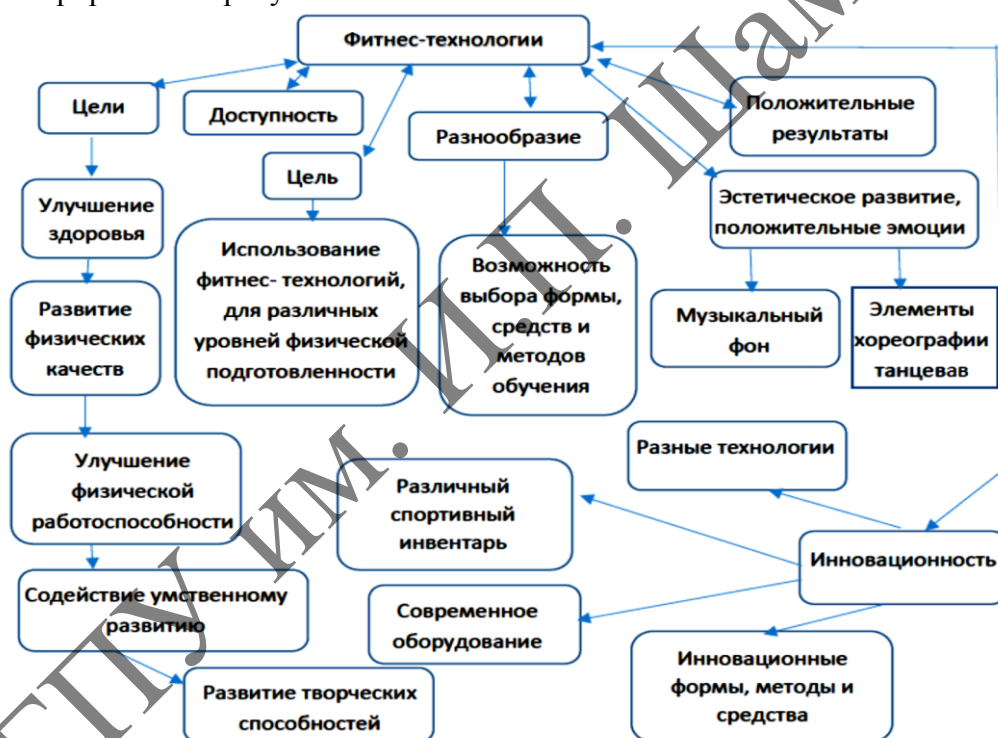 Фитнес-технологии
Цели
Доступность
Разнообразие
Положительные
результаты
Цель
Улучшение
здоровья
Эстетическое развитие,
положительные эмоции
Использование
фитнес- технологий,
для различных
уровней физической
подготовленности
Возможность
выбора формы,
средств и
методов
обучения
Развитие
физических
качеств
Музыкальный
фон
Элементы
хореографии
танцевав
Улучшение
физической
работоспособности
Различный
спортивный
инвентарь
Разные технологии
Инновационность
Содействие умственному
развитию
Современное
оборудование
Инновационные
формы, методы и
средства
Развитие творческих
способностей
ГПУ им. И.П. Шам